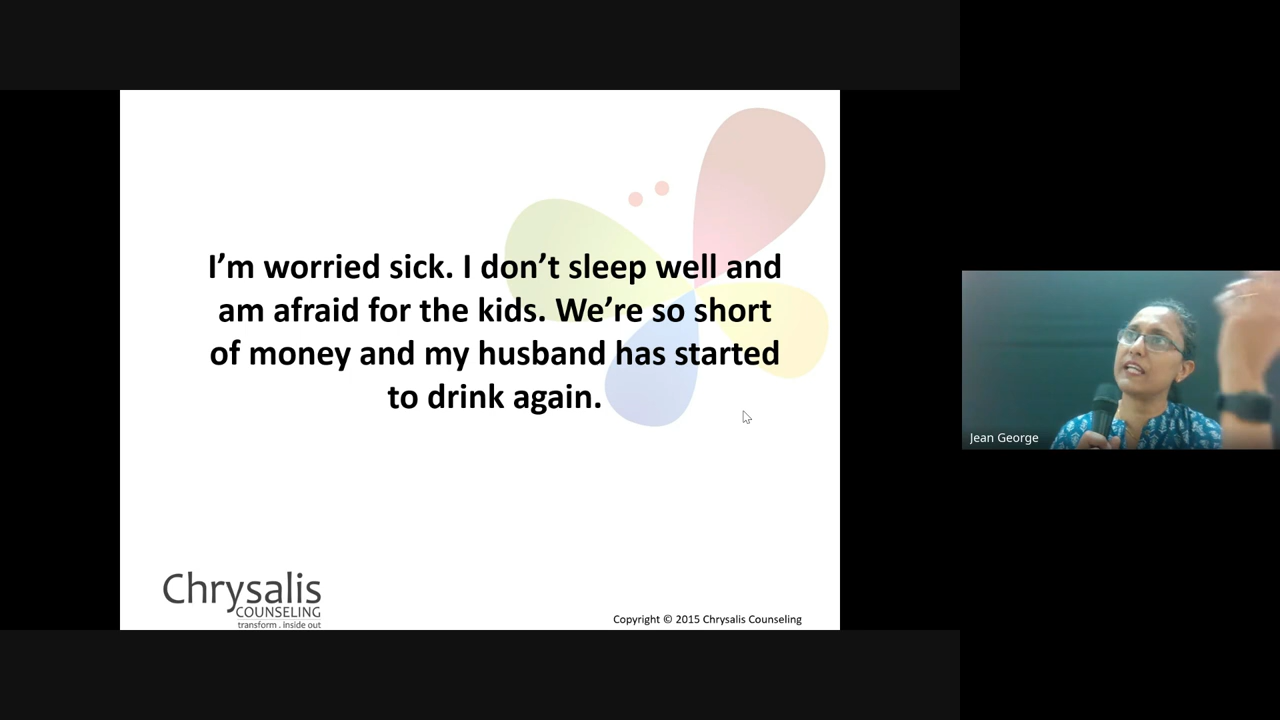 I’m worried sick. I don’t sleep well and
am afraid for the kids. We’re so short
of money and my husband has started
to drink again.
Jean George
Chrysalis
COUNSELING
transform . inside out
Copyright © 2015 Chrysalis Counseling